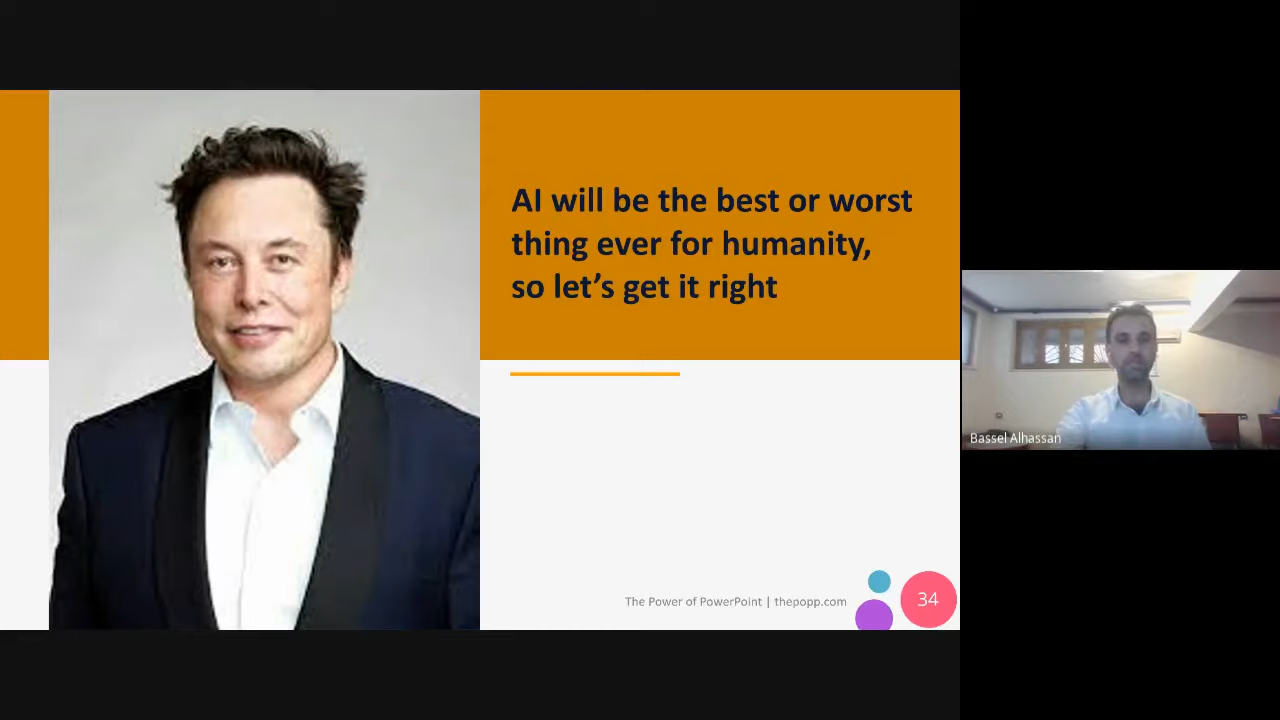 AI will be the best or worst
thing ever for humanity,
so let’s get it right
The Power of PowerPoint | thepopp.com
34
Bassel Alhassan